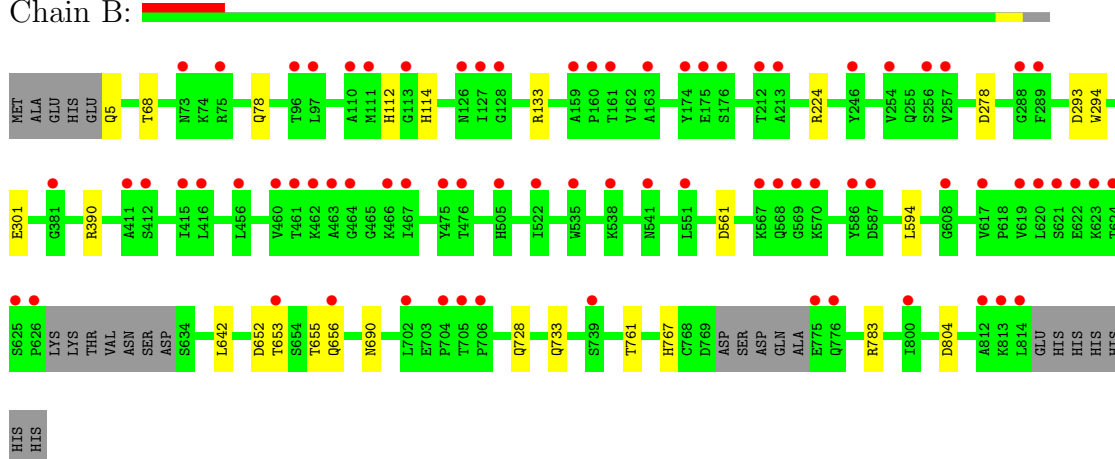 Chain B:
MET ALA GLU HIS GLU Q5 T68 N73 K74 R75 Q78 T96 L97 A110 M111 H112 G113 H114 N126 I127 G128 R133 A159 P160 T161 V162 A163 Y174 E175 S176 T212 A213 R224 Y246 V254 Q255 S256 V257 D278 G288 F289 D293 W294
E301 G381 R390 A411 S412 I415 L416 L456 V460 T461 K462 A463 G464 G465 K466 I467 Y475 T476 H505 I522 W535 K538 N541 L551 D561 K567 Q568 G569 K570 Y586 D587 L594 G608 V617 P618 V619 L620 S621 E622 K623 T624
S625 P626 LYS LYS THR VAL ASN SER ASP S634 L642 D652 T653 S654 T655 Q656 N690 L702 E703 P704 T705 P706 Q728 Q733 S739 T761 H767 C768 D769 ASP SER ASP GLN ALA E775 Q776 R783 I800 D804 A812 K813 L814 GLU HIS HIS HIS HIS
HIS HIS